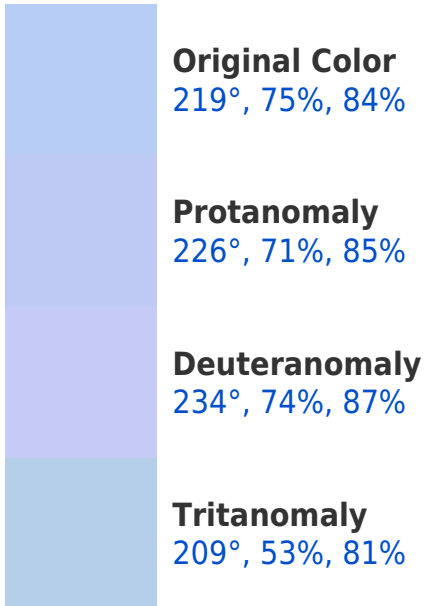 Original Color
219°, 75%, 84%
Protanomaly
226°, 71%, 85%
Deuteranomaly
234°, 74%, 87%
Tritanomaly
209°, 53%, 81%